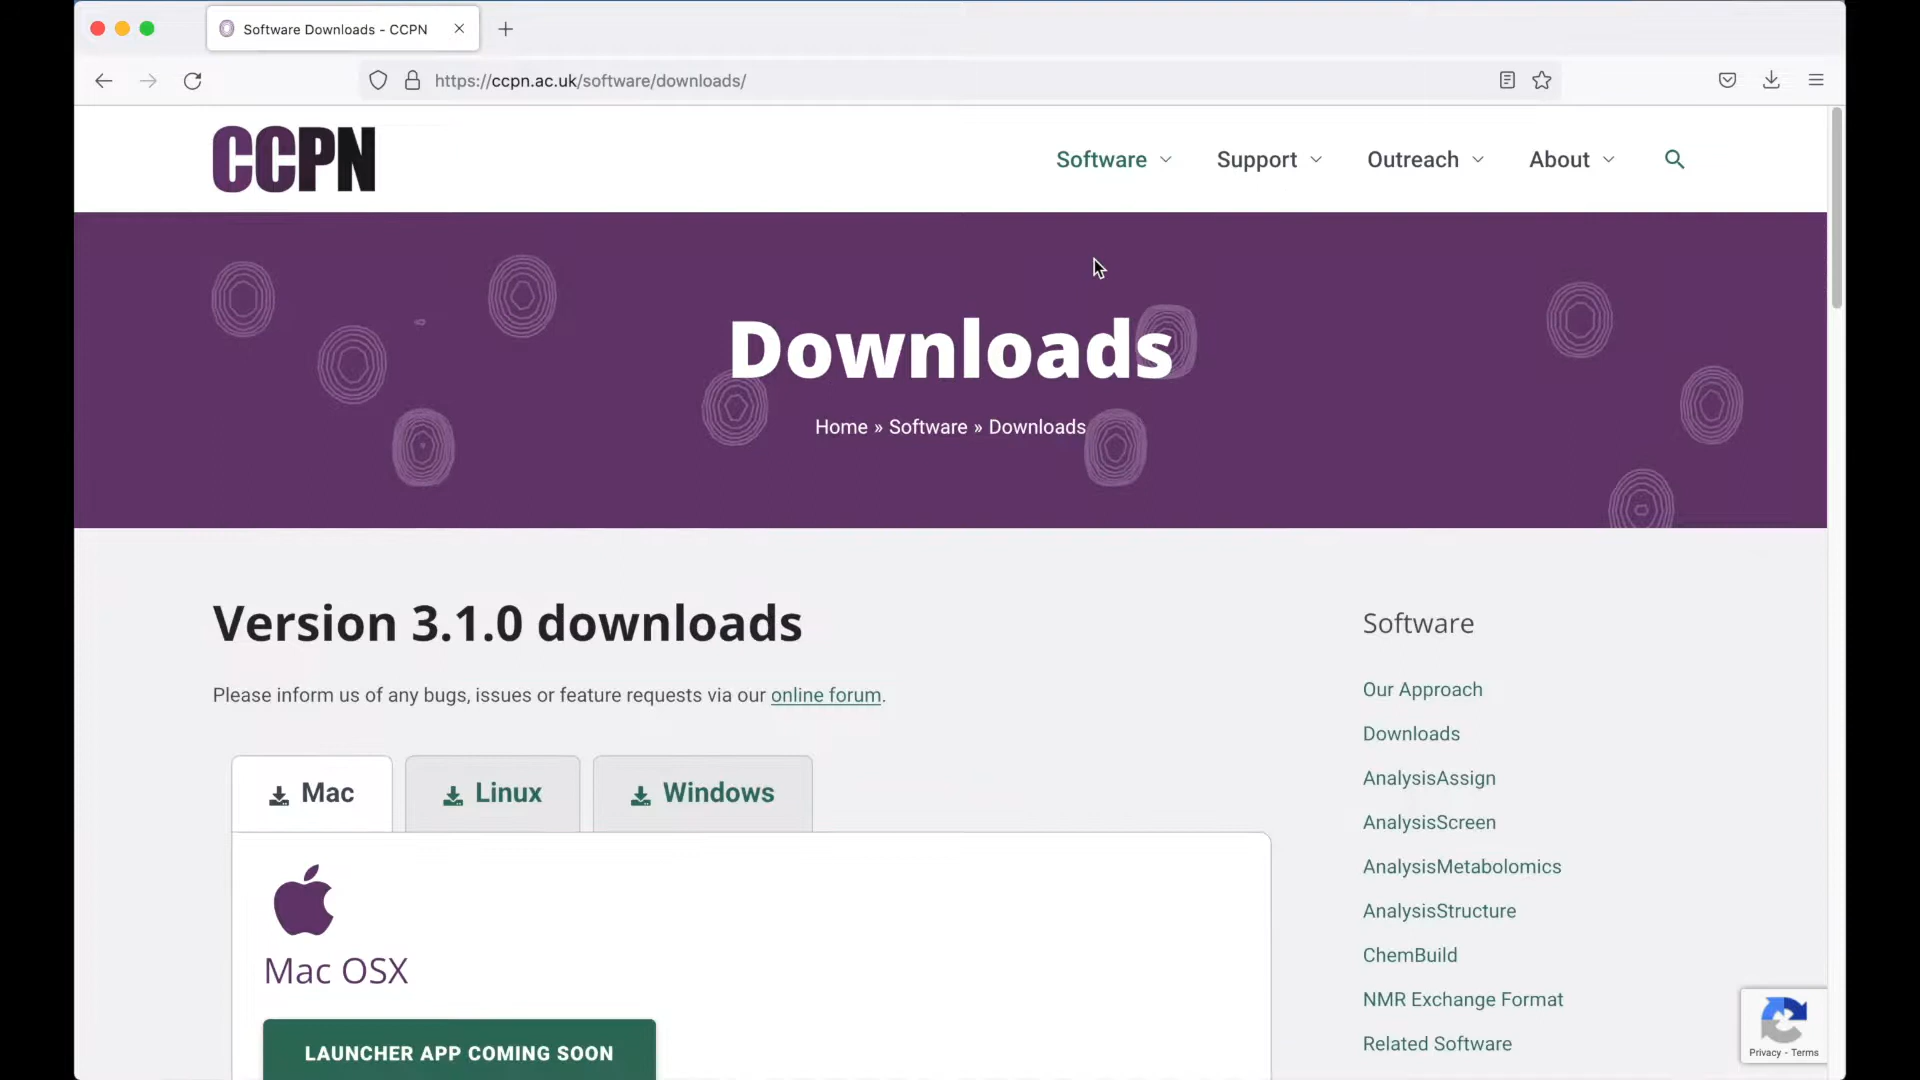 Software Downloads - CCPN
https://ccpn.ac.uk/software/downloads/
CCPN
Software Support Outreach About
Downloads
Home » Software » Downloads
Version 3.1.0 downloads
Please inform us of any bugs, issues or feature requests via our online forum.
Mac Linux Windows
Mac OSX
LAUNCHER APP COMING SOON
Software
Our Approach
Downloads
AnalysisAssign
AnalysisScreen
AnalysisMetabolomics
AnalysisStructure
ChemBuild
NMR Exchange Format
Related Software
Privacy - Terms